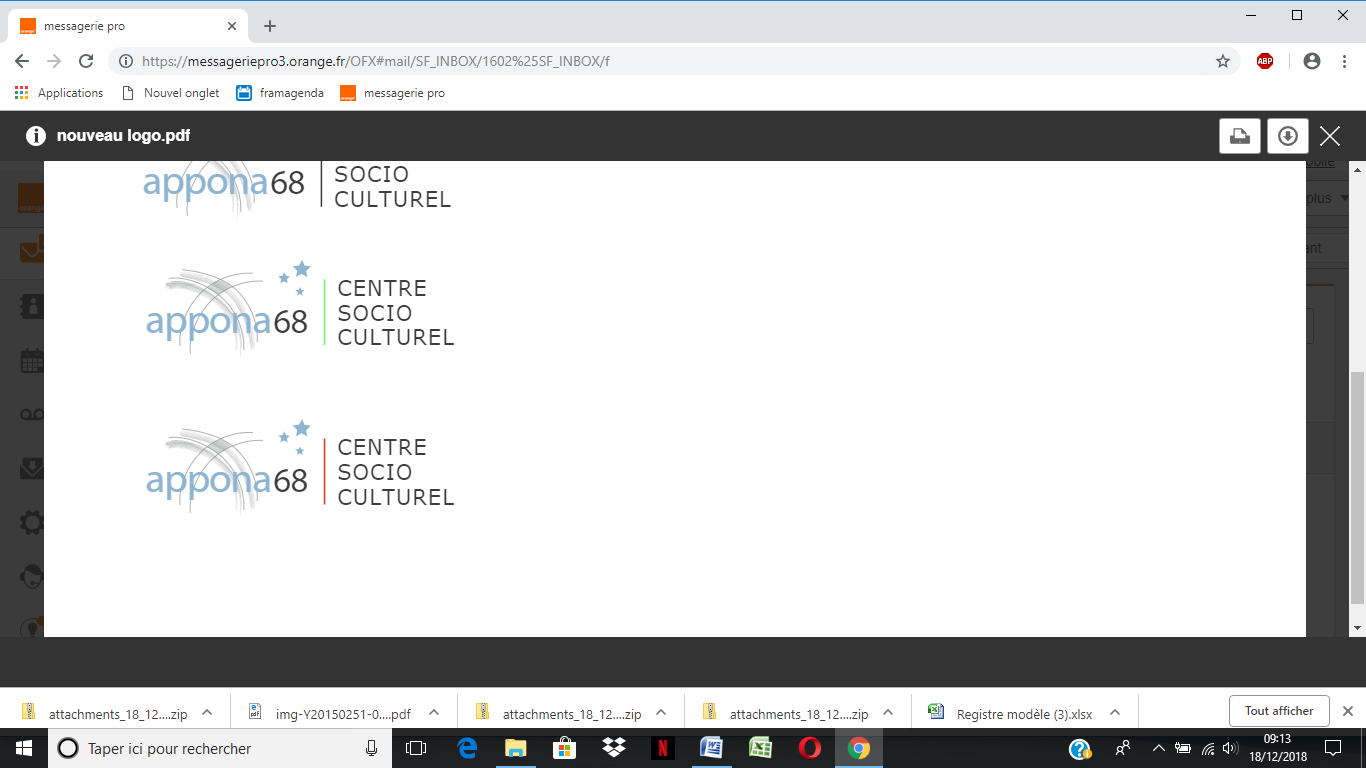 messagerie pro
https://messageriepro3.orange.fr/OFX#mail/SF_INBOX/1602%25SF_INBOX/f
ABP
Applications
Nouvel onglet
framagenda
messagerie pro
nouveau logo.pdf
plus
appona68
SOCIO
CULTUREL
appona68
CENTRE
SOCIO
CULTUREL
appona68
CENTRE
SOCIO
CULTUREL
attachments_18_12....zip
img-Y20150251-0....pdf
attachments_18_12....zip
attachments_18_12....zip
Registre modèle (3).xlsx
Tout afficher
Taper ici pour rechercher
09:13
18/12/2018